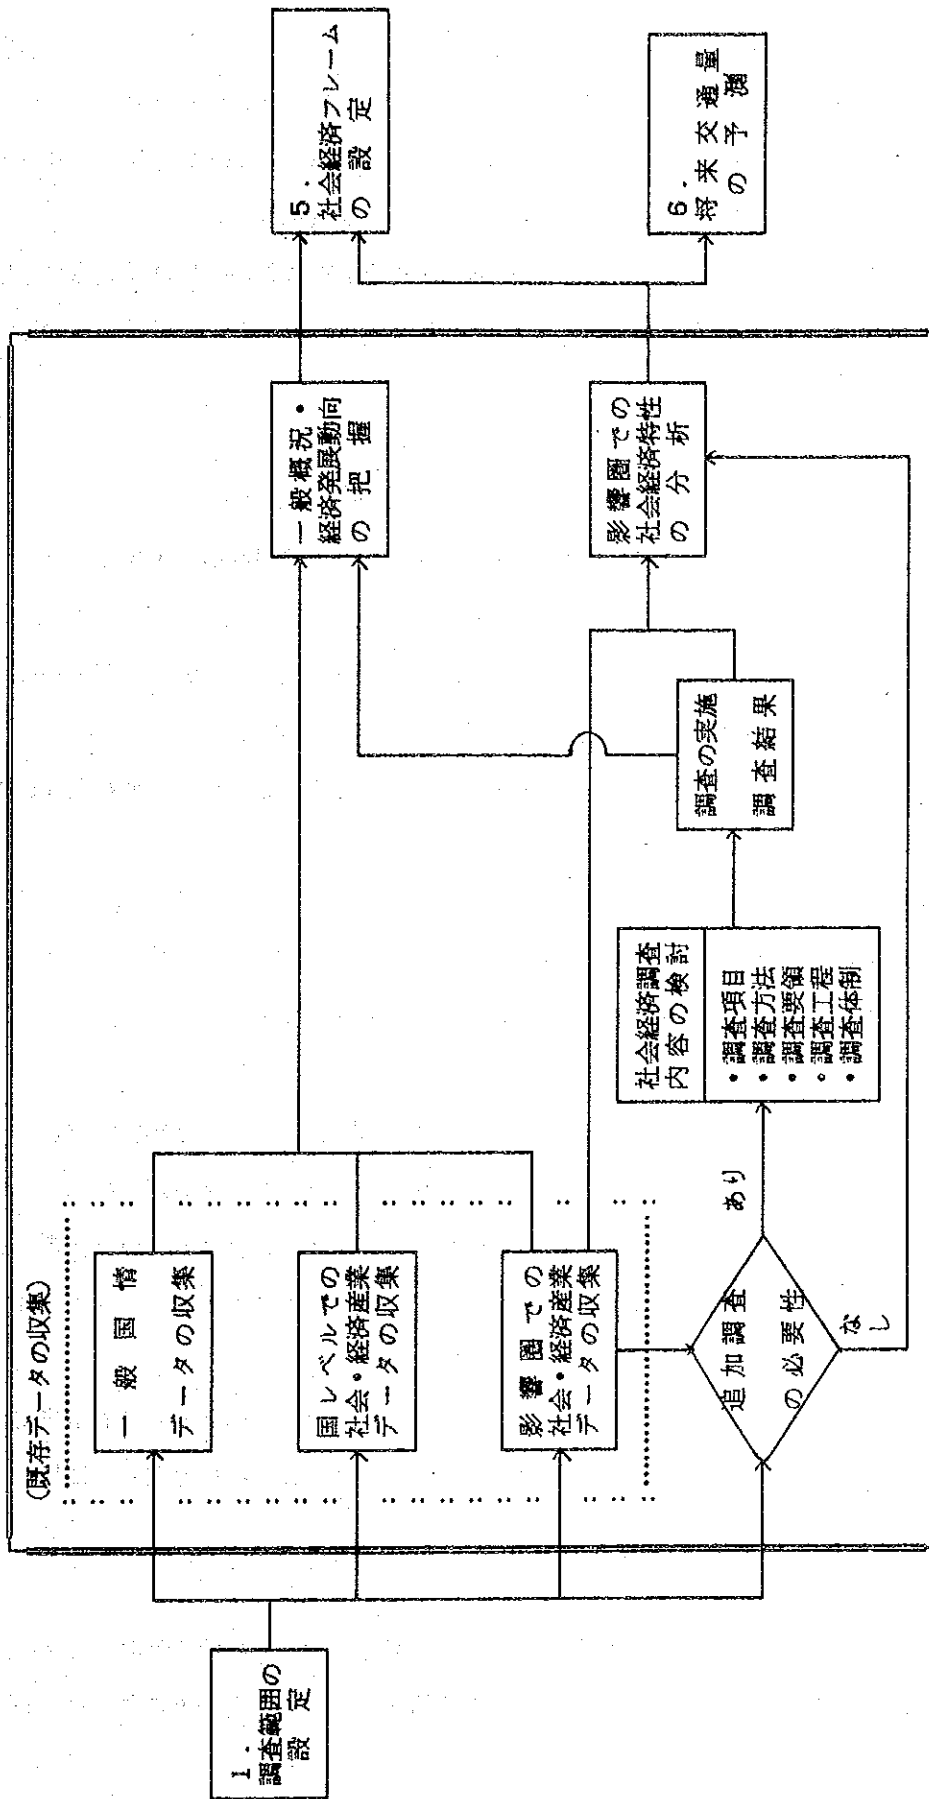 1.
調査範囲の
設定
(既存データの収集)
一般国情
データの収集
国レベルでの
社会・経済産業
データの収集
影響圏での
社会・経済産業
データの収集
追加調査
の必要性
あり
なし
社会経済調査
内容の検討
・調査項目
・調査方法
・調査要領
・調査工程
・調査体制
調査の実施
調査結果
一般概況・
経済発展動向
の把握
影響圏での
社会経済特性
の分析
5.
社会経済フレーム
の設定
6.
将来交通量
の予測